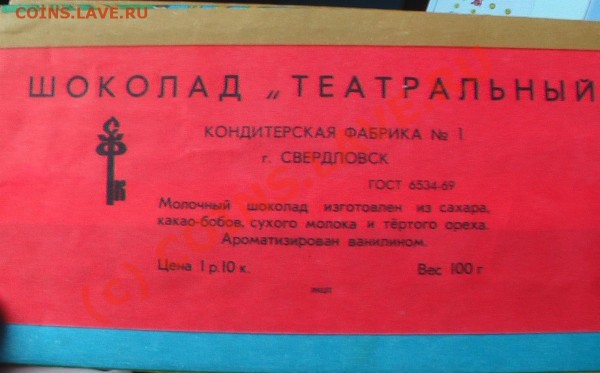 COINS.LAVE.RU
ШОКОЛАД „ТЕАТРАЛЬНЫЙ
КОНДИТЕРСКАЯ ФАБРИКА № 1
г. СВЕРДЛОВСК
ГОСТ 6534-69
Молочный шоколад изготовлен из сахара,
какао-бобов, сухого молока и тёртого ореха.
Ароматизирован ванилином.
Цена 1 р. 10 к. Вес 100 г